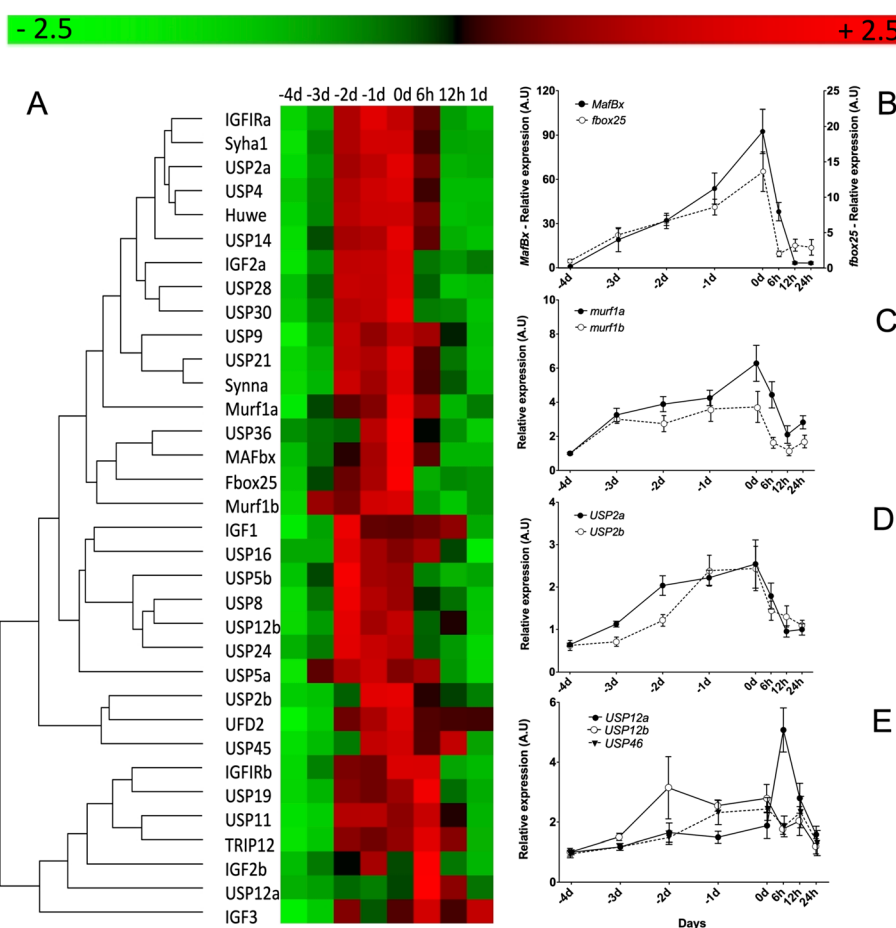 - 2.5 + 2.5
A
-4d -3d -2d -1d 0d 6h 12h 1d
IGFIRa
Syha1
USP2a
USP4
Huwe
USP14
IGF2a
USP28
USP30
USP9
USP21
Synna
Murf1a
USP36
MAFbx
Fbox25
Murf1b
IGF1
USP16
USP5b
USP8
USP12b
USP24
USP5a
USP2b
UFD2
USP45
IGFIRb
USP19
USP11
TRIP12
IGF2b
USP12a
IGF3
B
MafBx
fbox25
MafBx - Relative expression (A.U)
120
90
60
30
0
fbox25 - Relative expression (A.U)
25
20
15
10
5
0
-4d -3d -2d -1d 0d 6h 12h 24h
C
murf1a
murf1b
Relative expression (A.U)
10
8
6
4
2
0
-4d -3d -2d -1d 0d 6h 12h 24h
D
USP2a
USP2b
Relative expression (A.U)
4
3
2
1
0
-4d -3d -2d -1d 0d 6h 12h 24h
E
USP12a
USP12b
USP46
Relative expression (A.U)
6
4
2
0
-4d -3d -2d -1d 0d 6h 12h 24h
Days